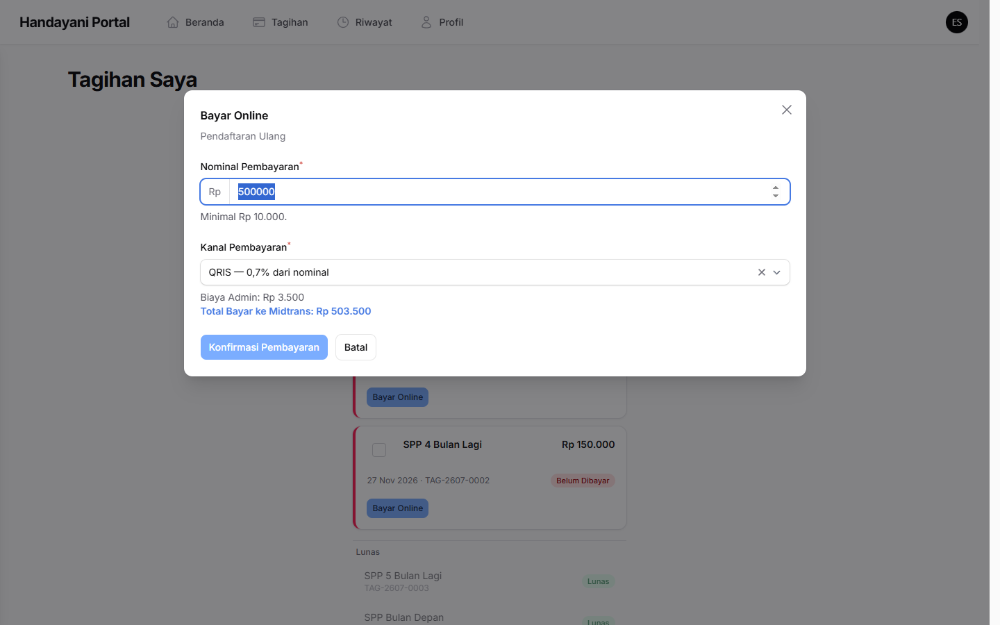 Handayani Portal
Beranda
Tagihan
Riwayat
Profil
ES
Tagihan Saya
Bayar Online
Pendaftaran Ulang
Nominal Pembayaran*
Rp 500000
Minimal Rp 10.000.
Kanal Pembayaran*
QRIS — 0,7% dari nominal
Biaya Admin: Rp 3.500
Total Bayar ke Midtrans: Rp 503.500
Konfirmasi Pembayaran
Batal
Bayar Online
SPP 4 Bulan Lagi
Rp 150.000
27 Nov 2026 · TAG-2607-0002
Belum Dibayar
Bayar Online
Lunas
SPP 5 Bulan Lagi
TAG-2607-0003
Lunas
SPP Bulan Depan
Lunas